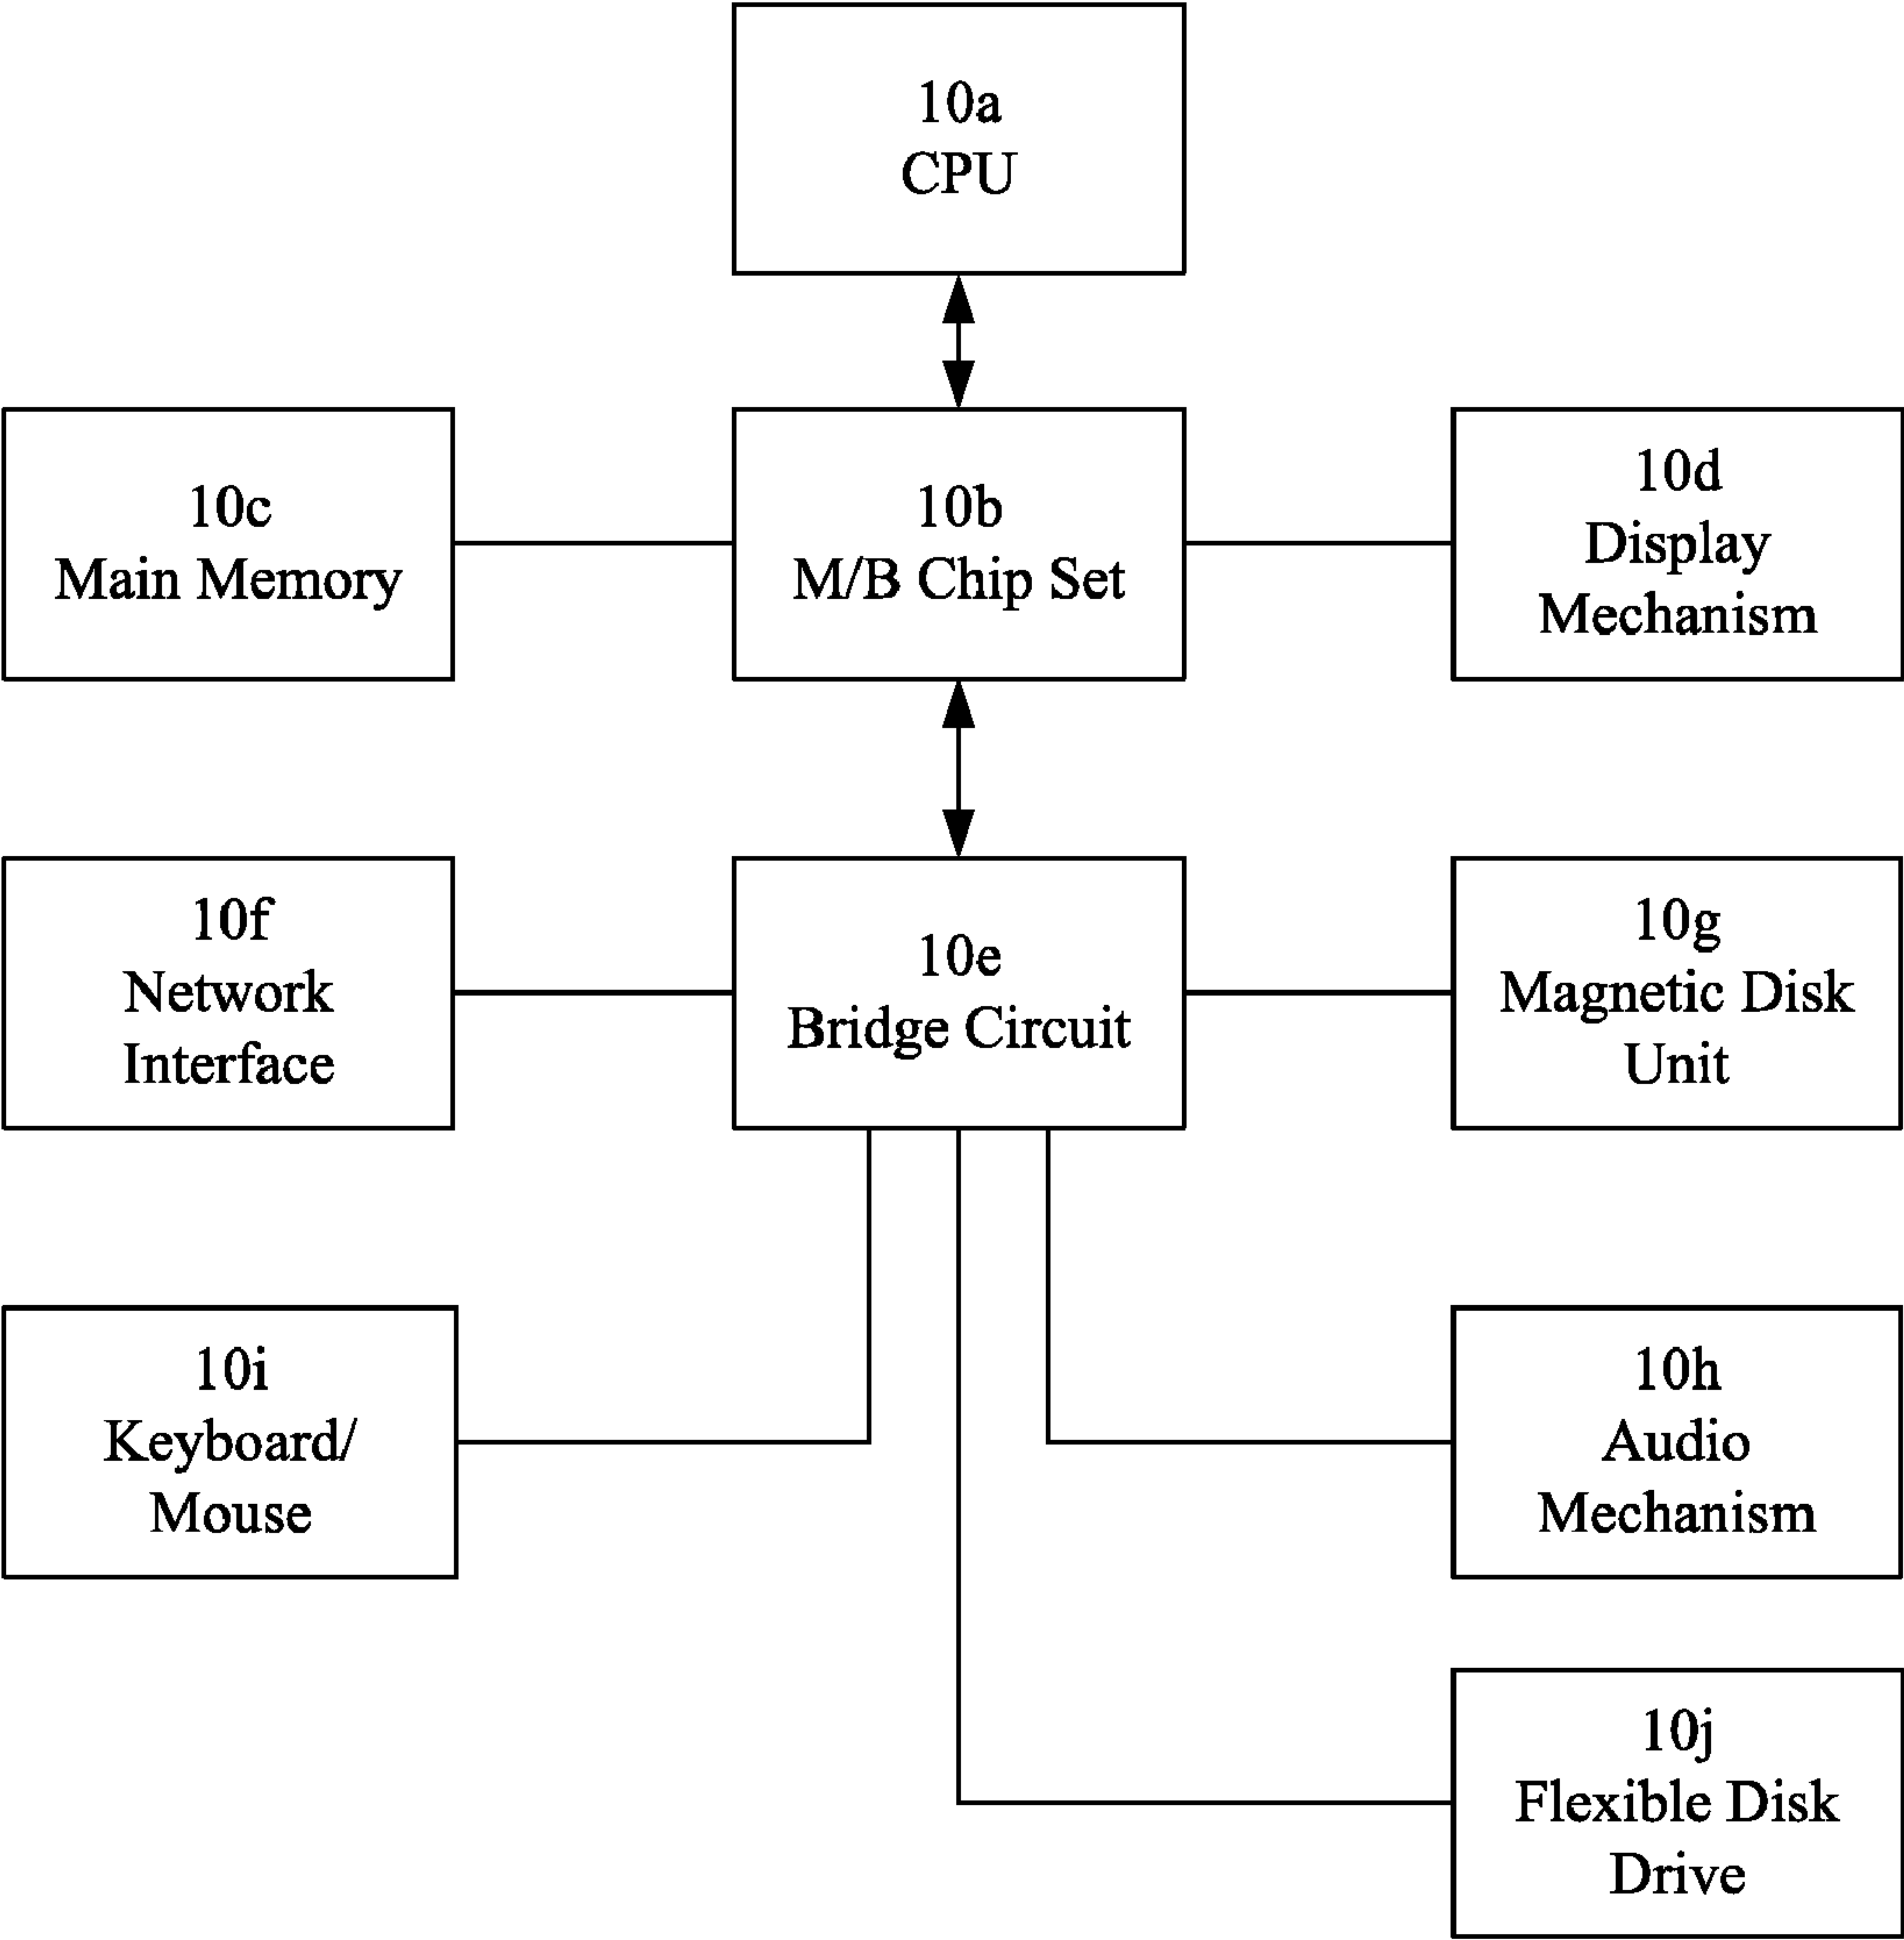 10a
CPU
10c
Main Memory
10b
M/B Chip Set
10d
Display
Mechanism
10f
Network
Interface
10e
Bridge Circuit
10g
Magnetic Disk
Unit
10i
Keyboard/
Mouse
10h
Audio
Mechanism
10j
Flexible Disk
Drive